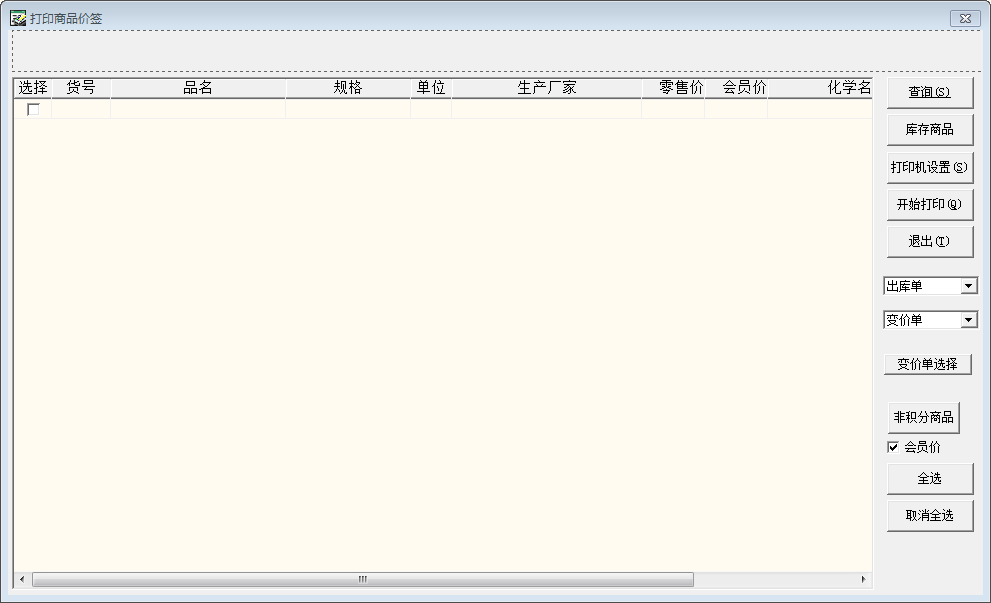 打印商品价签
选择 货号 品名 规格 单位 生产厂家 零售价 会员价 化学名
查询(S)
库存商品
打印机设置(S)
开始打印(Q)
退出(T)
出库单
变价单
变价单选择
非积分商品
会员价
全选
取消全选